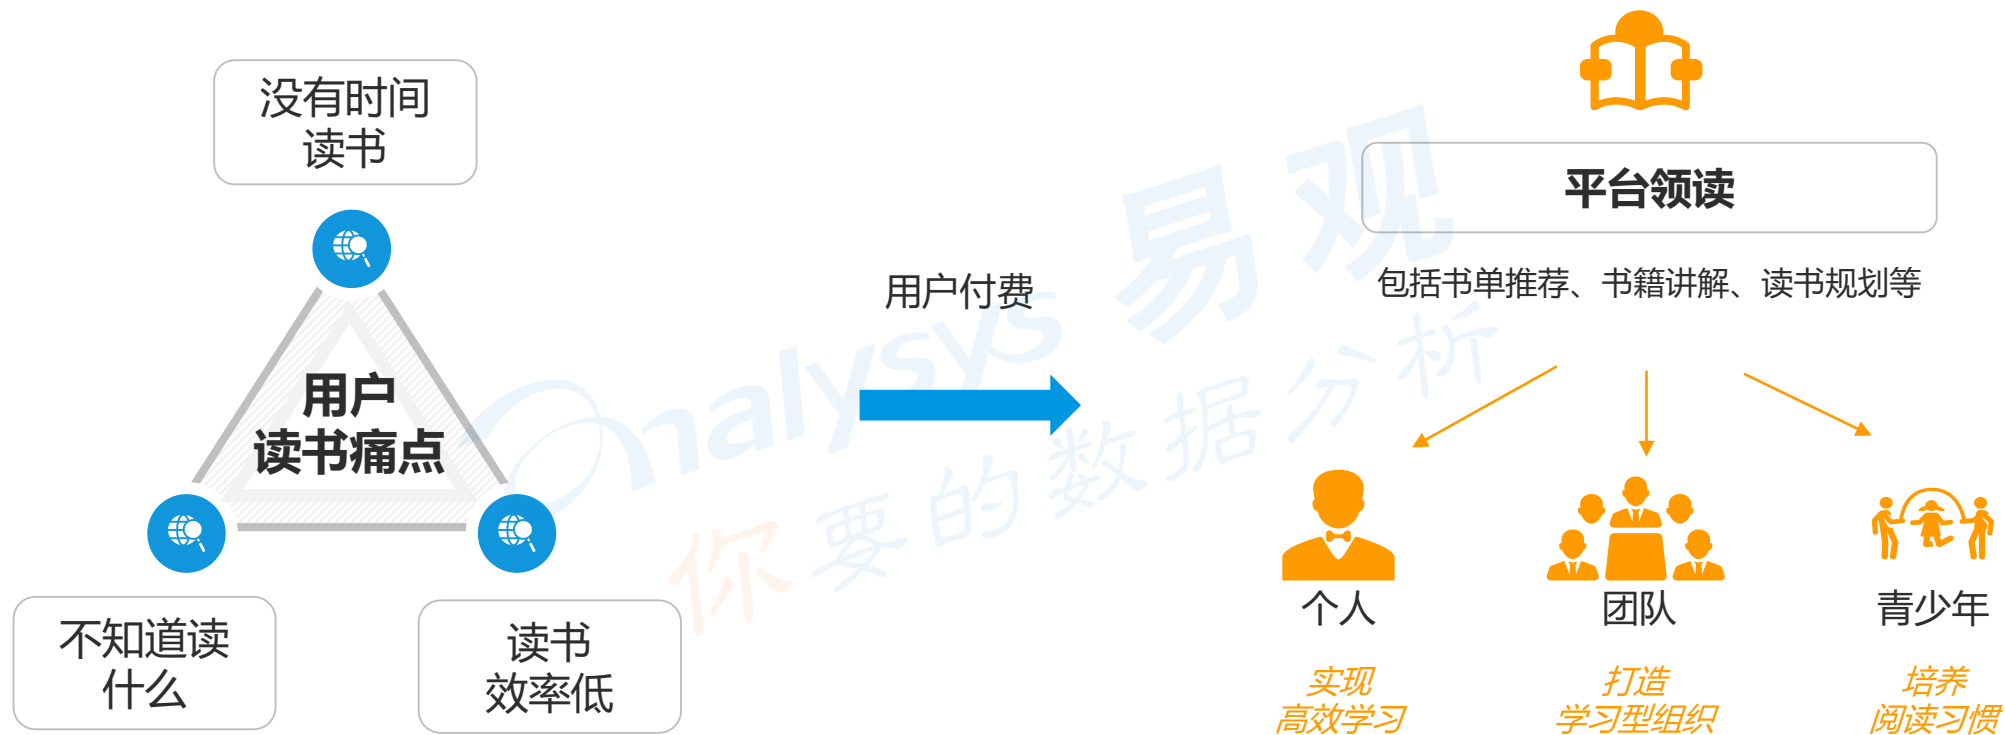 没有时间
读书
用户
读书痛点
不知道读
什么
读书
效率低
用户付费
平台领读
包括书单推荐、书籍讲解、读书规划等
个人
实现
高效学习
团队
打造
学习型组织
青少年
培养
阅读习惯
analysys 易观
你要的数据分析